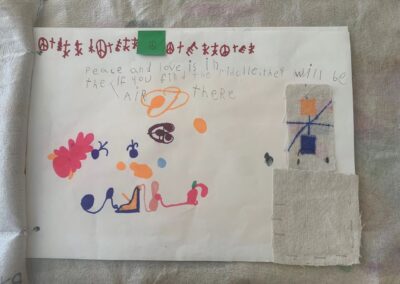 Peace and love is in
the If you find the middle, they will be
AIR there